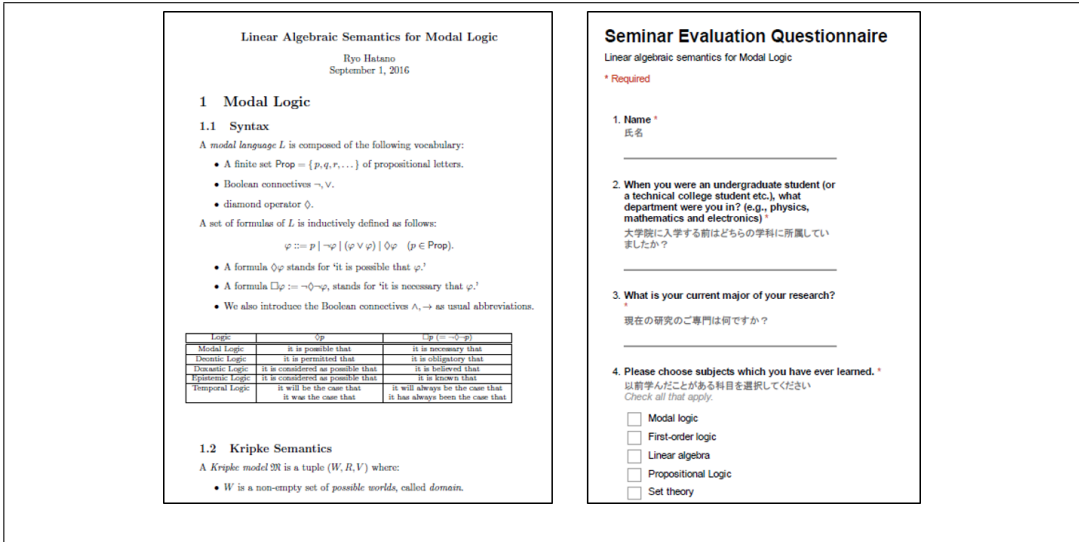 Linear Algebraic Semantics for Modal Logic
Ryo Hatano
September 1, 2016
1 Modal Logic
1.1 Syntax
A modal language L is composed of the following vocabulary:
• A finite set Prop = { p, q, r, . . . } of propositional letters.
• Boolean connectives ¬, ∨.
• diamond operator ◊.
A set of formulas of L is inductively defined as follows:
φ ::= p | ¬φ | (φ ∨ φ) | ◊φ (p ∈ Prop).
• A formula ◊φ stands for ‘it is possible that φ.’
• A formula □φ := ¬◊¬φ, stands for ‘it is necessary that φ.’
• We also introduce the Boolean connectives ∧, → as usual abbreviations.
Logic ◊p □p (= ¬◊¬p)
Modal Logic it is possible that it is necessary that
Deontic Logic it is permitted that it is obligatory that
Doxastic Logic it is considered as possible that it is believed that
Epistemic Logic it is considered as possible that it is known that
Temporal Logic it will be the case that it will always be the case that
it was the case that it has always been the case that
1.2 Kripke Semantics
A Kripke model 𝔐 is a tuple (W, R, V) where:
• W is a non-empty set of possible worlds, called domain.
Seminar Evaluation Questionnaire
Linear algebraic semantics for Modal Logic
* Required
1. Name *
氏名
2. When you were an undergraduate student (or
a technical college student etc.), what
department were you in? (e.g., physics,
mathematics and electronics) *
大学院に入学する前はどちらの学科に所属してい
ましたか？
3. What is your current major of your research?
*
現在の研究のご専門は何ですか？
4. Please choose subjects which you have ever learned. *
以前学んだことがある科目を選択してください
Check all that apply.
Modal logic
First-order logic
Linear algebra
Propositional Logic
Set theory